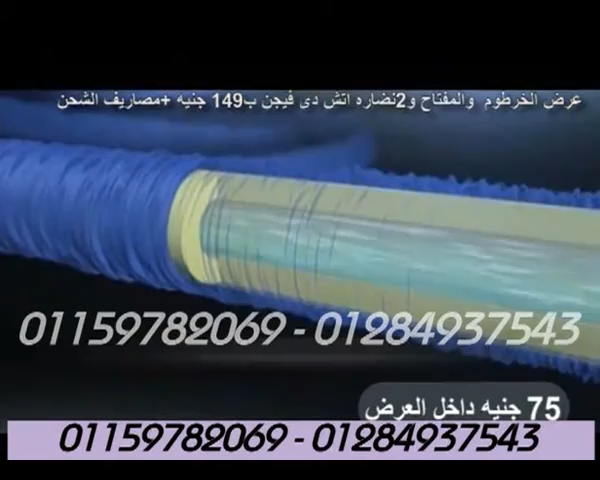 عرض الخرطوم والمفتاح و2نضاره اتش دى فيجن ب149 جنيه +مصاريف الشحن
01159782069 - 01284937543
75 جنيه داخل العرض
01159782069 - 01284937543